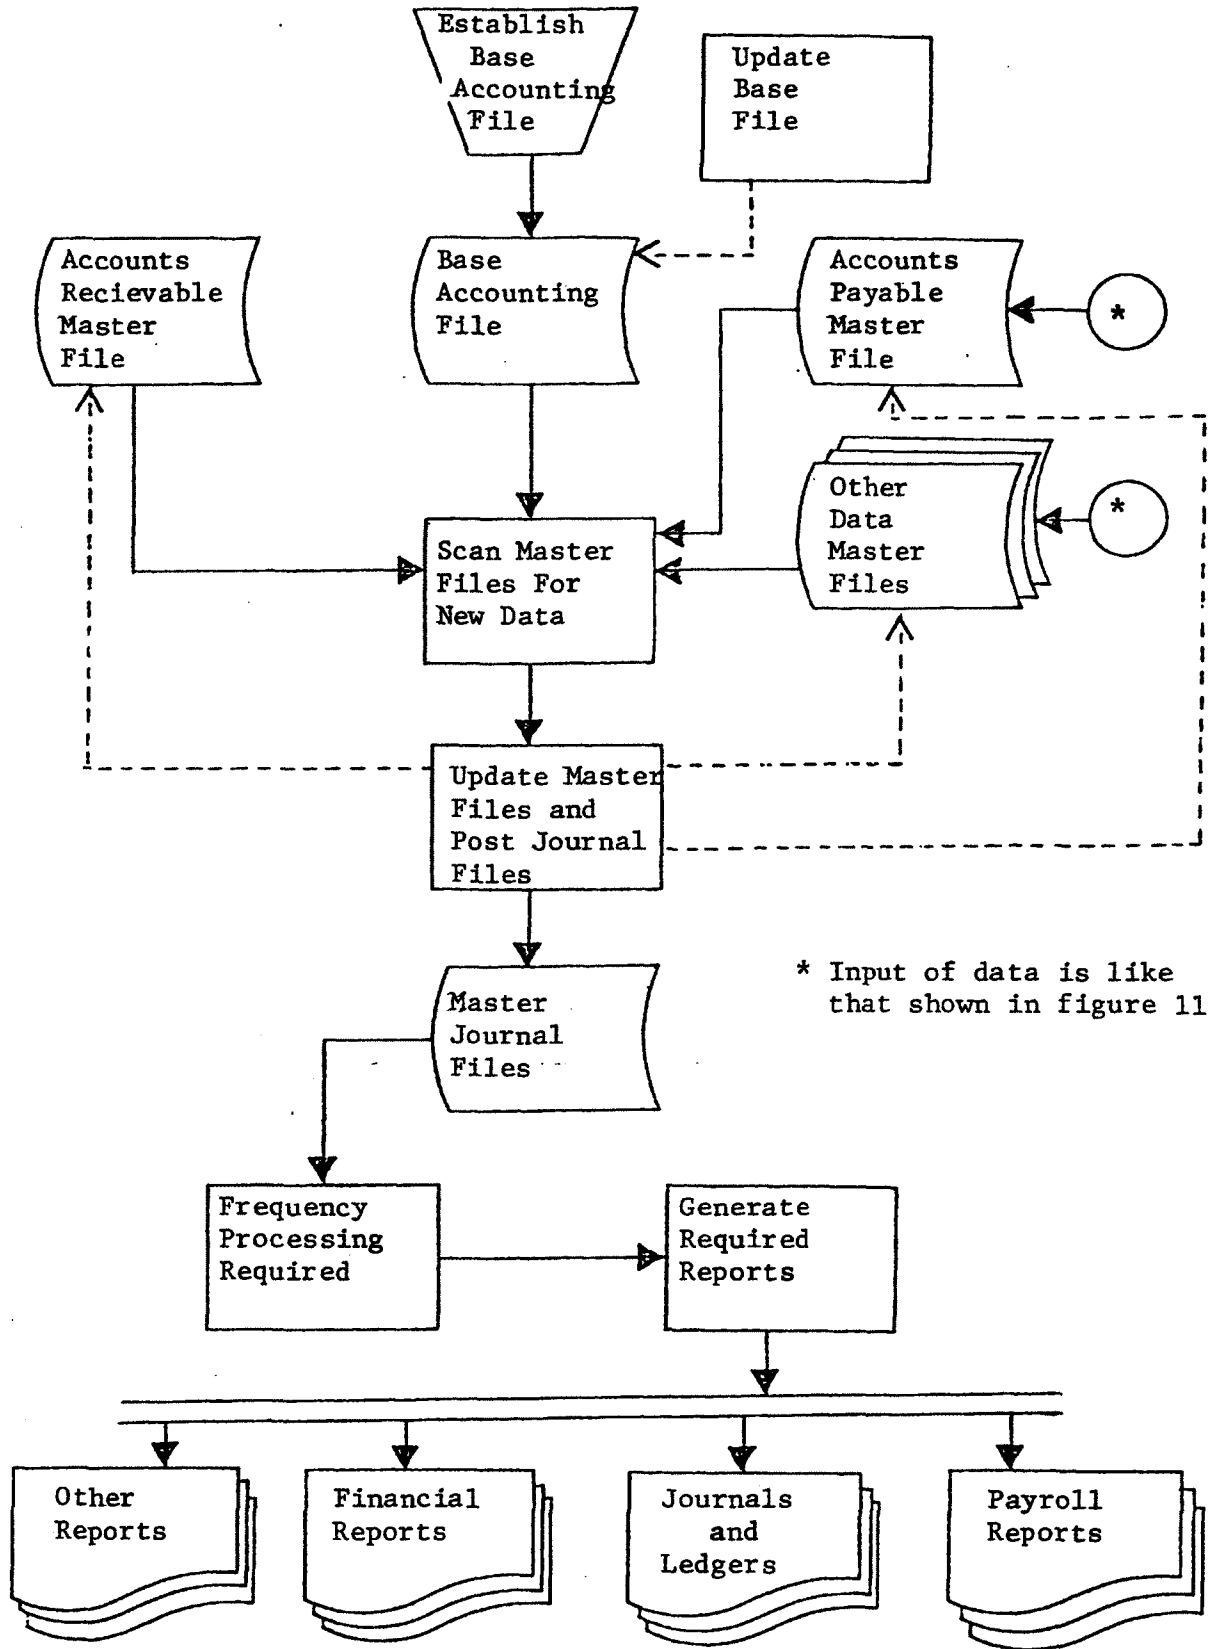 Establish
Base
Accounting
File
Update
Base
File
Accounts
Recievable
Master
File
Base
Accounting
File
Accounts
Payable
Master
File
*
Other
Data
Master
Files
*
Scan Master
Files For
New Data
Update Master
Files and
Post Journal
Files
* Input of data is like
that shown in figure 11
Master
Journal
Files
Frequency
Processing
Required
Generate
Required
Reports
Other
Reports
Financial
Reports
Journals
and
Ledgers
Payroll
Reports